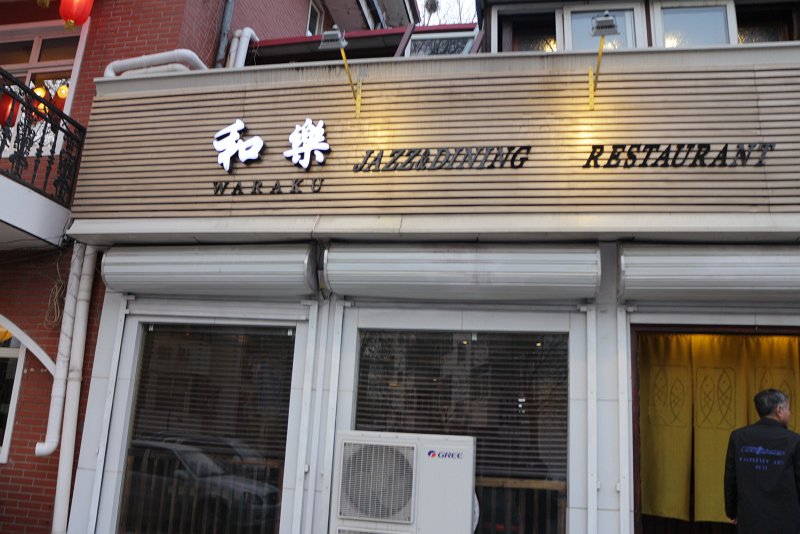 和樂
WARAKU
JAZZ&DINING RESTAURANT
GREE